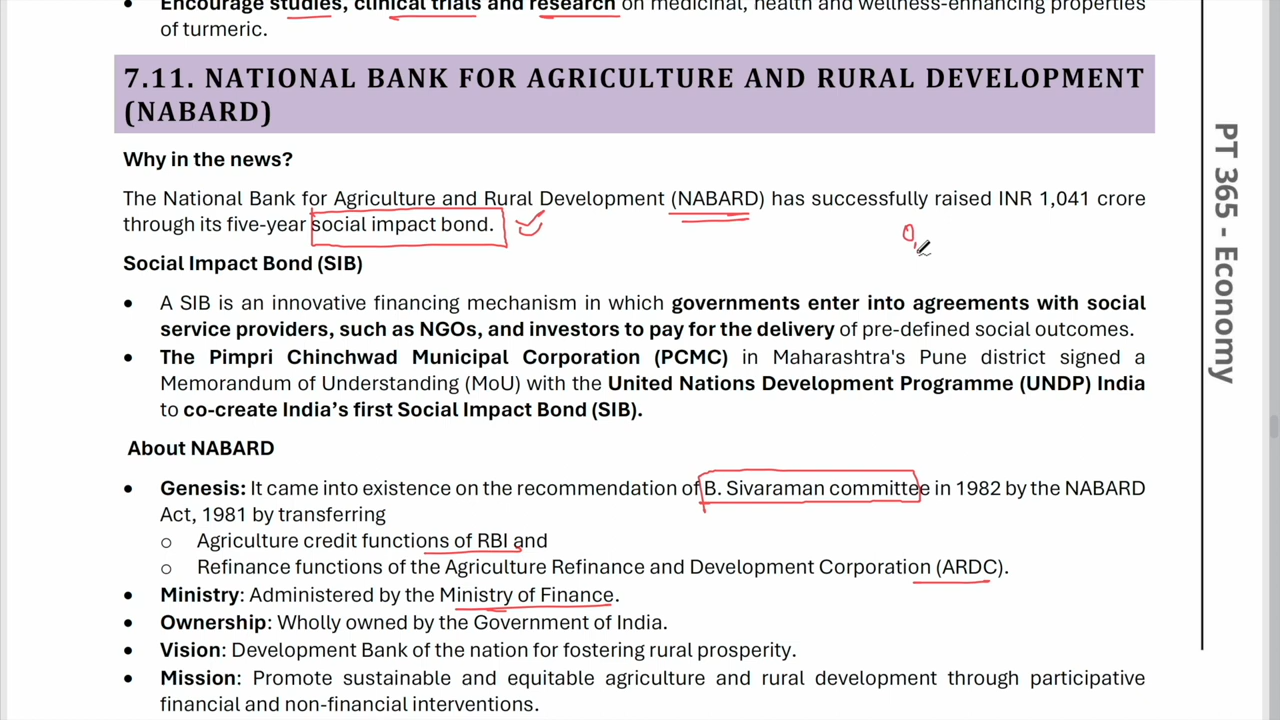 • Encourage studies, clinical trials and research on medicinal, health and wellness-enhancing properties
of turmeric.
7.11. NATIONAL BANK FOR AGRICULTURE AND RURAL DEVELOPMENT
(NABARD)
Why in the news?
The National Bank for Agriculture and Rural Development (NABARD) has successfully raised INR 1,041 crore
through its five-year social impact bond.
Social Impact Bond (SIB)
• A SIB is an innovative financing mechanism in which governments enter into agreements with social
service providers, such as NGOs, and investors to pay for the delivery of pre-defined social outcomes.
• The Pimpri Chinchwad Municipal Corporation (PCMC) in Maharashtra's Pune district signed a
Memorandum of Understanding (MoU) with the United Nations Development Programme (UNDP) India
to co-create India’s first Social Impact Bond (SIB).
About NABARD
• Genesis: It came into existence on the recommendation of B. Sivaraman committee in 1982 by the NABARD
Act, 1981 by transferring
o Agriculture credit functions of RBI and
o Refinance functions of the Agriculture Refinance and Development Corporation (ARDC).
• Ministry: Administered by the Ministry of Finance.
• Ownership: Wholly owned by the Government of India.
• Vision: Development Bank of the nation for fostering rural prosperity.
• Mission: Promote sustainable and equitable agriculture and rural development through participative
financial and non-financial interventions.
PT 365 - Economy